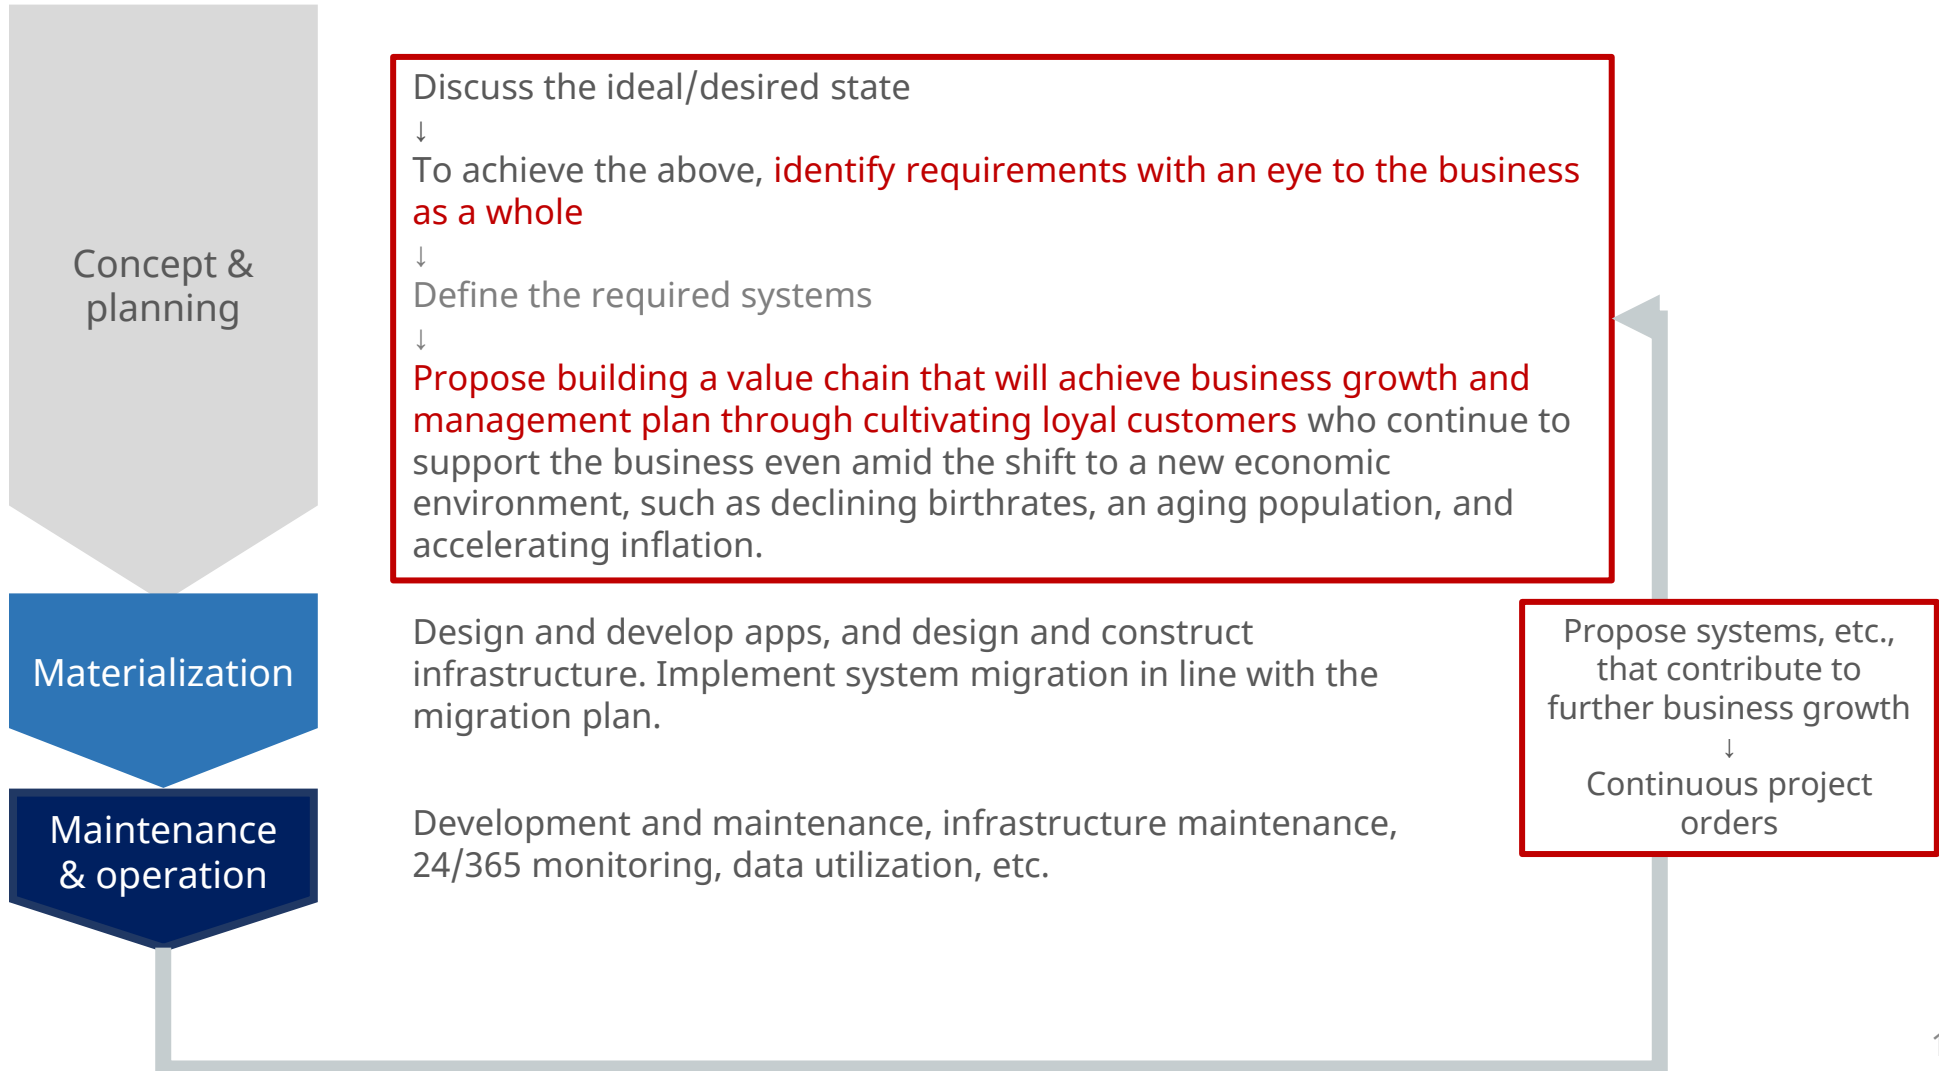 Concept &
planning
Discuss the ideal/desired state
↓
To achieve the above, identify requirements with an eye to the business
as a whole
↓
Define the required systems
↓
Propose building a value chain that will achieve business growth and
management plan through cultivating loyal customers who continue to
support the business even amid the shift to a new economic
environment, such as declining birthrates, an aging population, and
accelerating inflation.
Materialization
Design and develop apps, and design and construct
infrastructure. Implement system migration in line with the
migration plan.
Propose systems, etc.,
that contribute to
further business growth
↓
Continuous project
orders
Maintenance
& operation
Development and maintenance, infrastructure maintenance,
24/365 monitoring, data utilization, etc.